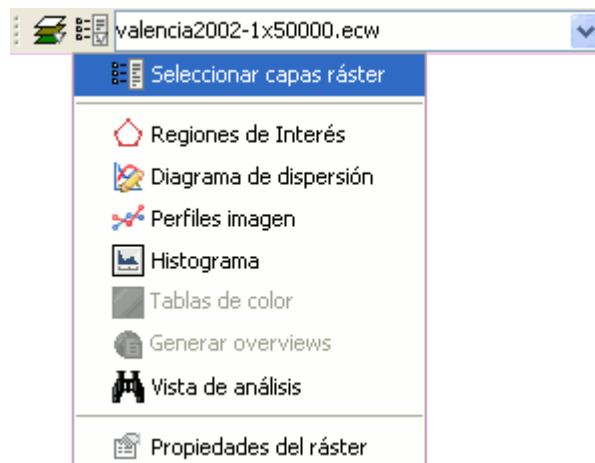 valencia2002-1x50000.ecw
Seleccionar capas ráster
Regiones de Interés
Diagrama de dispersión
Perfiles imagen
Histograma
Tablas de color
Generar overviews
Vista de análisis
Propiedades del ráster